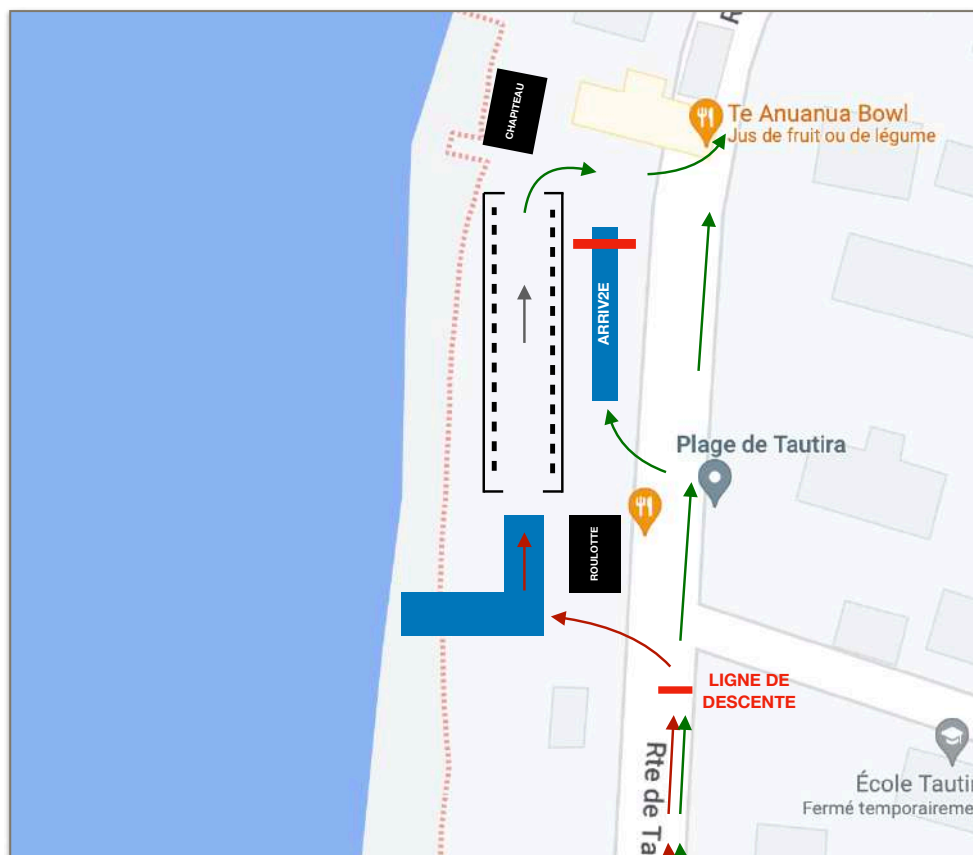 R
CHAPITEAU
Te Anuanua Bowl
Jus de fruit ou de légume
ARRIV2E
Plage de Tautira
ROULOTTE
LIGNE DE
DESCENTE
Rte de Ta
École Tautir
Fermé temporaireme